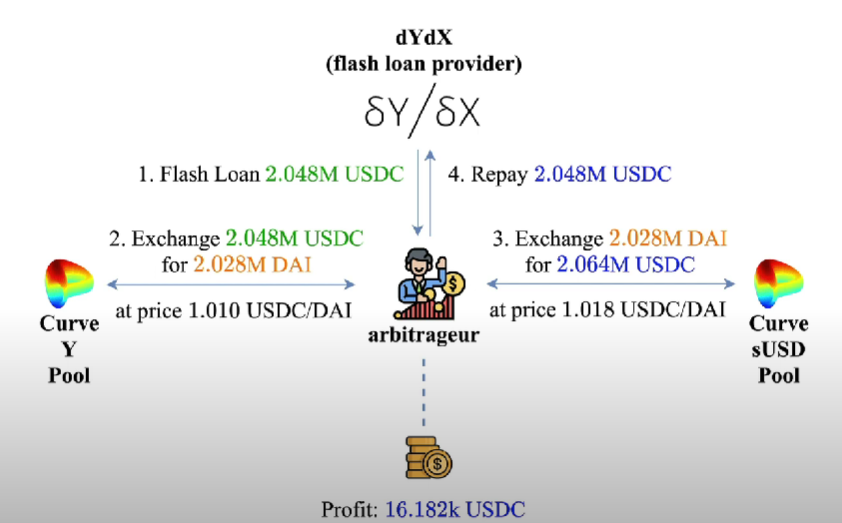 dYdX
(flash loan provider)
δY/δX
1. Flash Loan 2.048M USDC
4. Repay 2.048M USDC
2. Exchange 2.048M USDC
for 2.028M DAI
at price 1.010 USDC/DAI
3. Exchange 2.028M DAI
for 2.064M USDC
at price 1.018 USDC/DAI
Curve
Y
Pool
arbitrageur
Curve
sUSD
Pool
$
$
Profit: 16.182k USDC